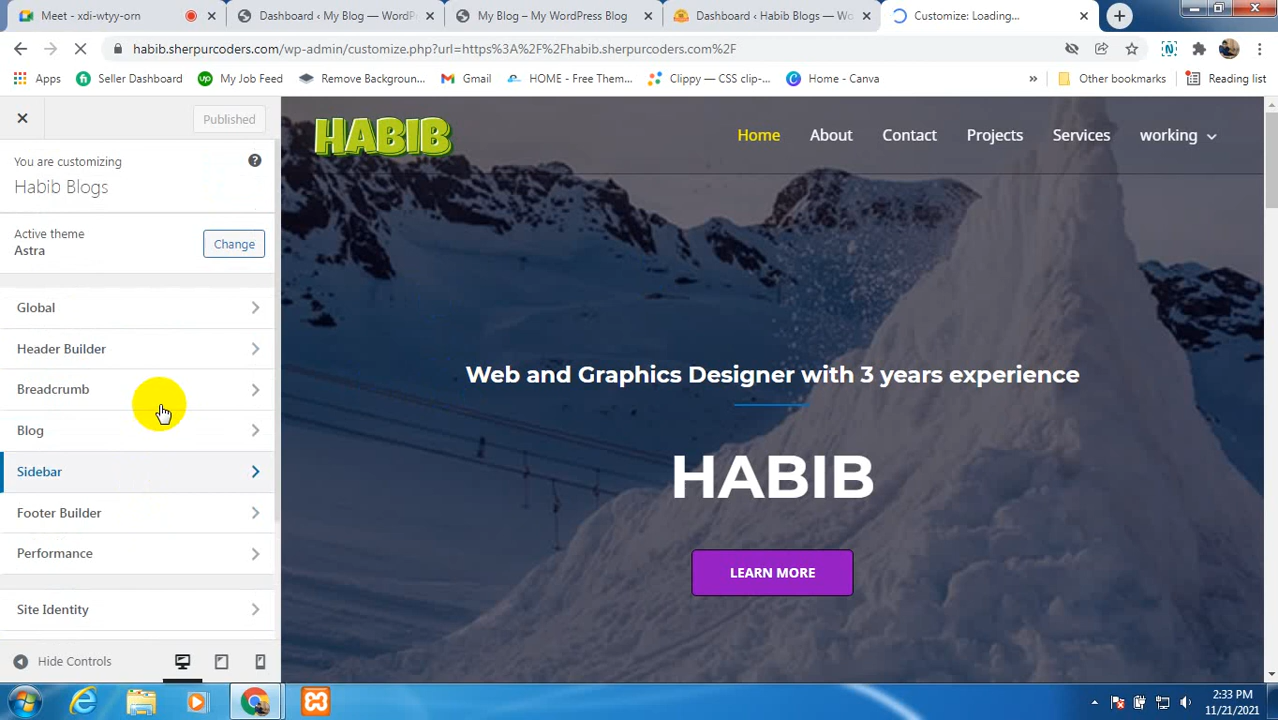 Meet - xdi-wtyy-orn
Dashboard ‹ My Blog — WordPr
My Blog – My WordPress Blog
Dashboard ‹ Habib Blogs — Wo
Customize: Loading...
habib.sherpurcoders.com/wp-admin/customize.php?url=https%3A%2F%2Fhabib.sherpurcoders.com%2F
Apps
Seller Dashboard
My Job Feed
Remove Backgroun...
Gmail
HOME - Free Them...
Clippy — CSS clip-...
Home - Canva
»
Other bookmarks
Reading list
Published
You are customizing
Habib Blogs
Active theme
Astra
Change
Global
Header Builder
Breadcrumb
Blog
Sidebar
Footer Builder
Performance
Site Identity
Hide Controls
HABIB
Home
About
Contact
Projects
Services
working
Web and Graphics Designer with 3 years experience
HABIB
LEARN MORE
2:33 PM
11/21/2021